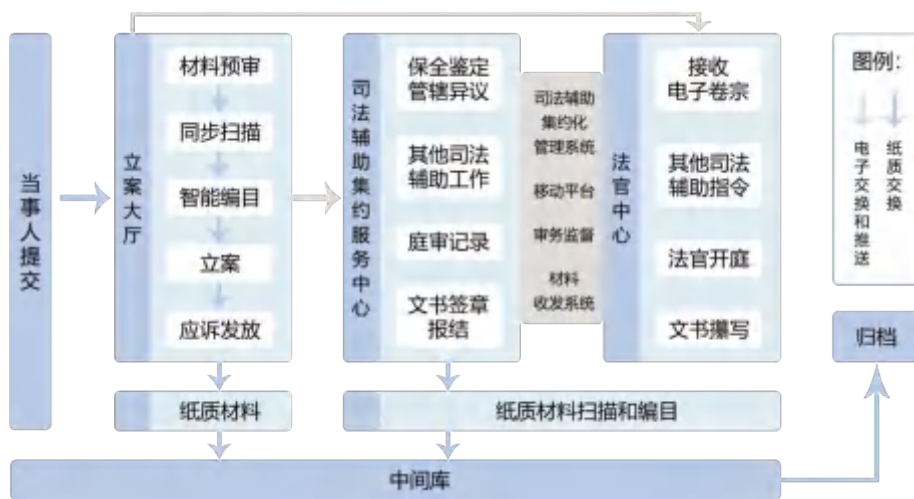 当事人提交
立案大厅
材料预审
同步扫描
智能编目
立案
应诉发放
司法辅助集约服务中心
保全鉴定
管辖异议
其他司法
辅助工作
庭审记录
文书签章
报结
司法辅助
集约化
管理系统
移动平台
审务监督
材料
收发系统
法官中心
接收
电子卷宗
其他司法
辅助指令
法官开庭
文书攥写
图例：
电子交换和推送
纸质交换
归档
纸质材料
纸质材料扫描和编目
中间库